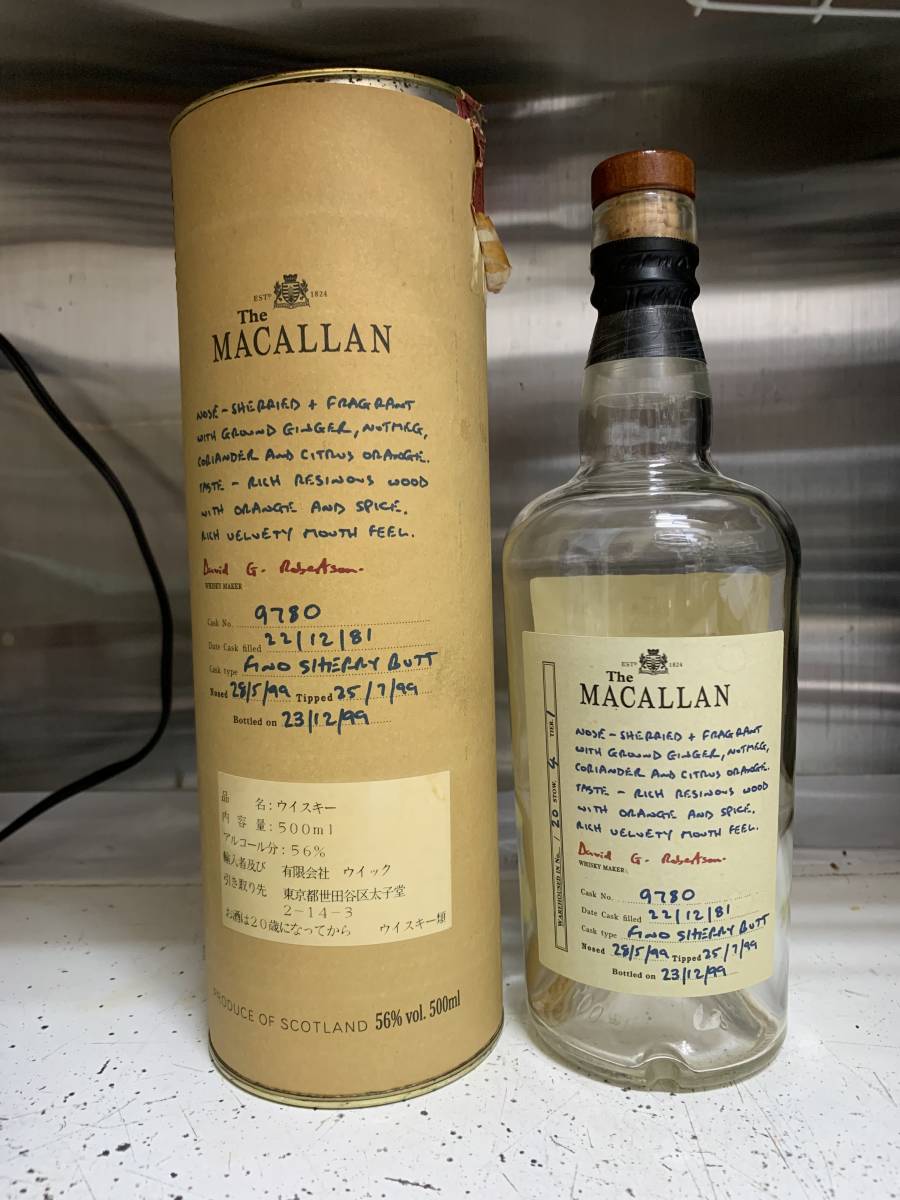 ESTD 1824
The
MACALLAN
NOSE - SHERRIED + FRAGRANT
WITH GROUND GINGER, NUTMEG,
CORIANDER AND CITRUS ORANGE.
TASTE - RICH RESINOUS WOOD
WITH ORANGE AND SPICE.
RICH VELVETY MOUTH FEEL.
David G. Robertson.
WHISKY MAKER
Cask No. 9780
Date Cask filled 22/12/81
Cask type FINO SHERRY BUTT
Nosed 28/5/99 Tipped 25/7/99
Bottled on 23/12/99
品 名:ウイスキー
内容量:500ml
アルコール分:56%
輸入者及び 有限会社 ウイック
引き取り先 東京都世田谷区太子堂
2-14-3
お酒は20歳になってから ウイスキー類
PRODUCE OF SCOTLAND 56% vol. 500ml
ESTD 1824
The
MACALLAN
NOSE - SHERRIED + FRAGRANT
WITH GROUND GINGER, NUTMEG,
CORIANDER AND CITRUS ORANGE.
TASTE - RICH RESINOUS WOOD
WITH ORANGE AND SPICE.
RICH VELVETY MOUTH FEEL.
David G. Robertson.
WHISKY MAKER
Cask No. 9780
Date Cask filled 22/12/81
Cask type FINO SHERRY BUTT
Nosed 28/5/99 Tipped 25/7/99
Bottled on 23/12/99
WAREHOUSED IN No. 20 STOW. 4 TIER. 1